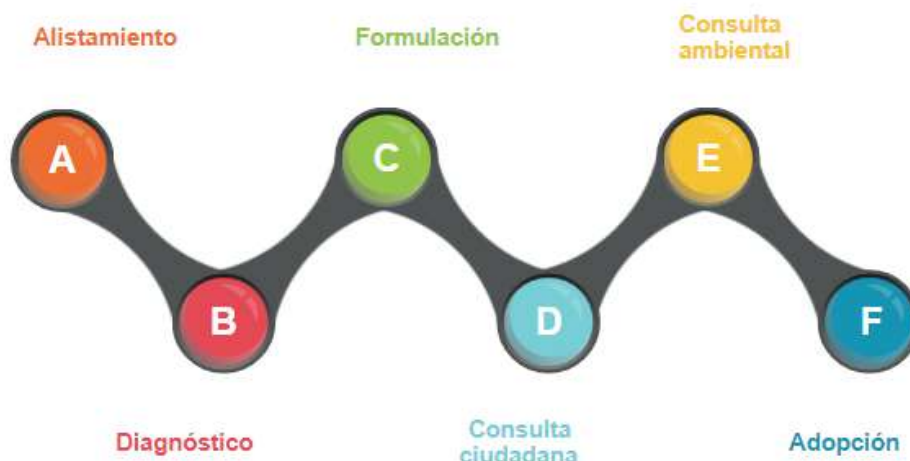 Alistamiento
Formulación
Consulta
ambiental
A
C
E
B
D
F
Diagnóstico
Consulta
ciudadana
Adopción